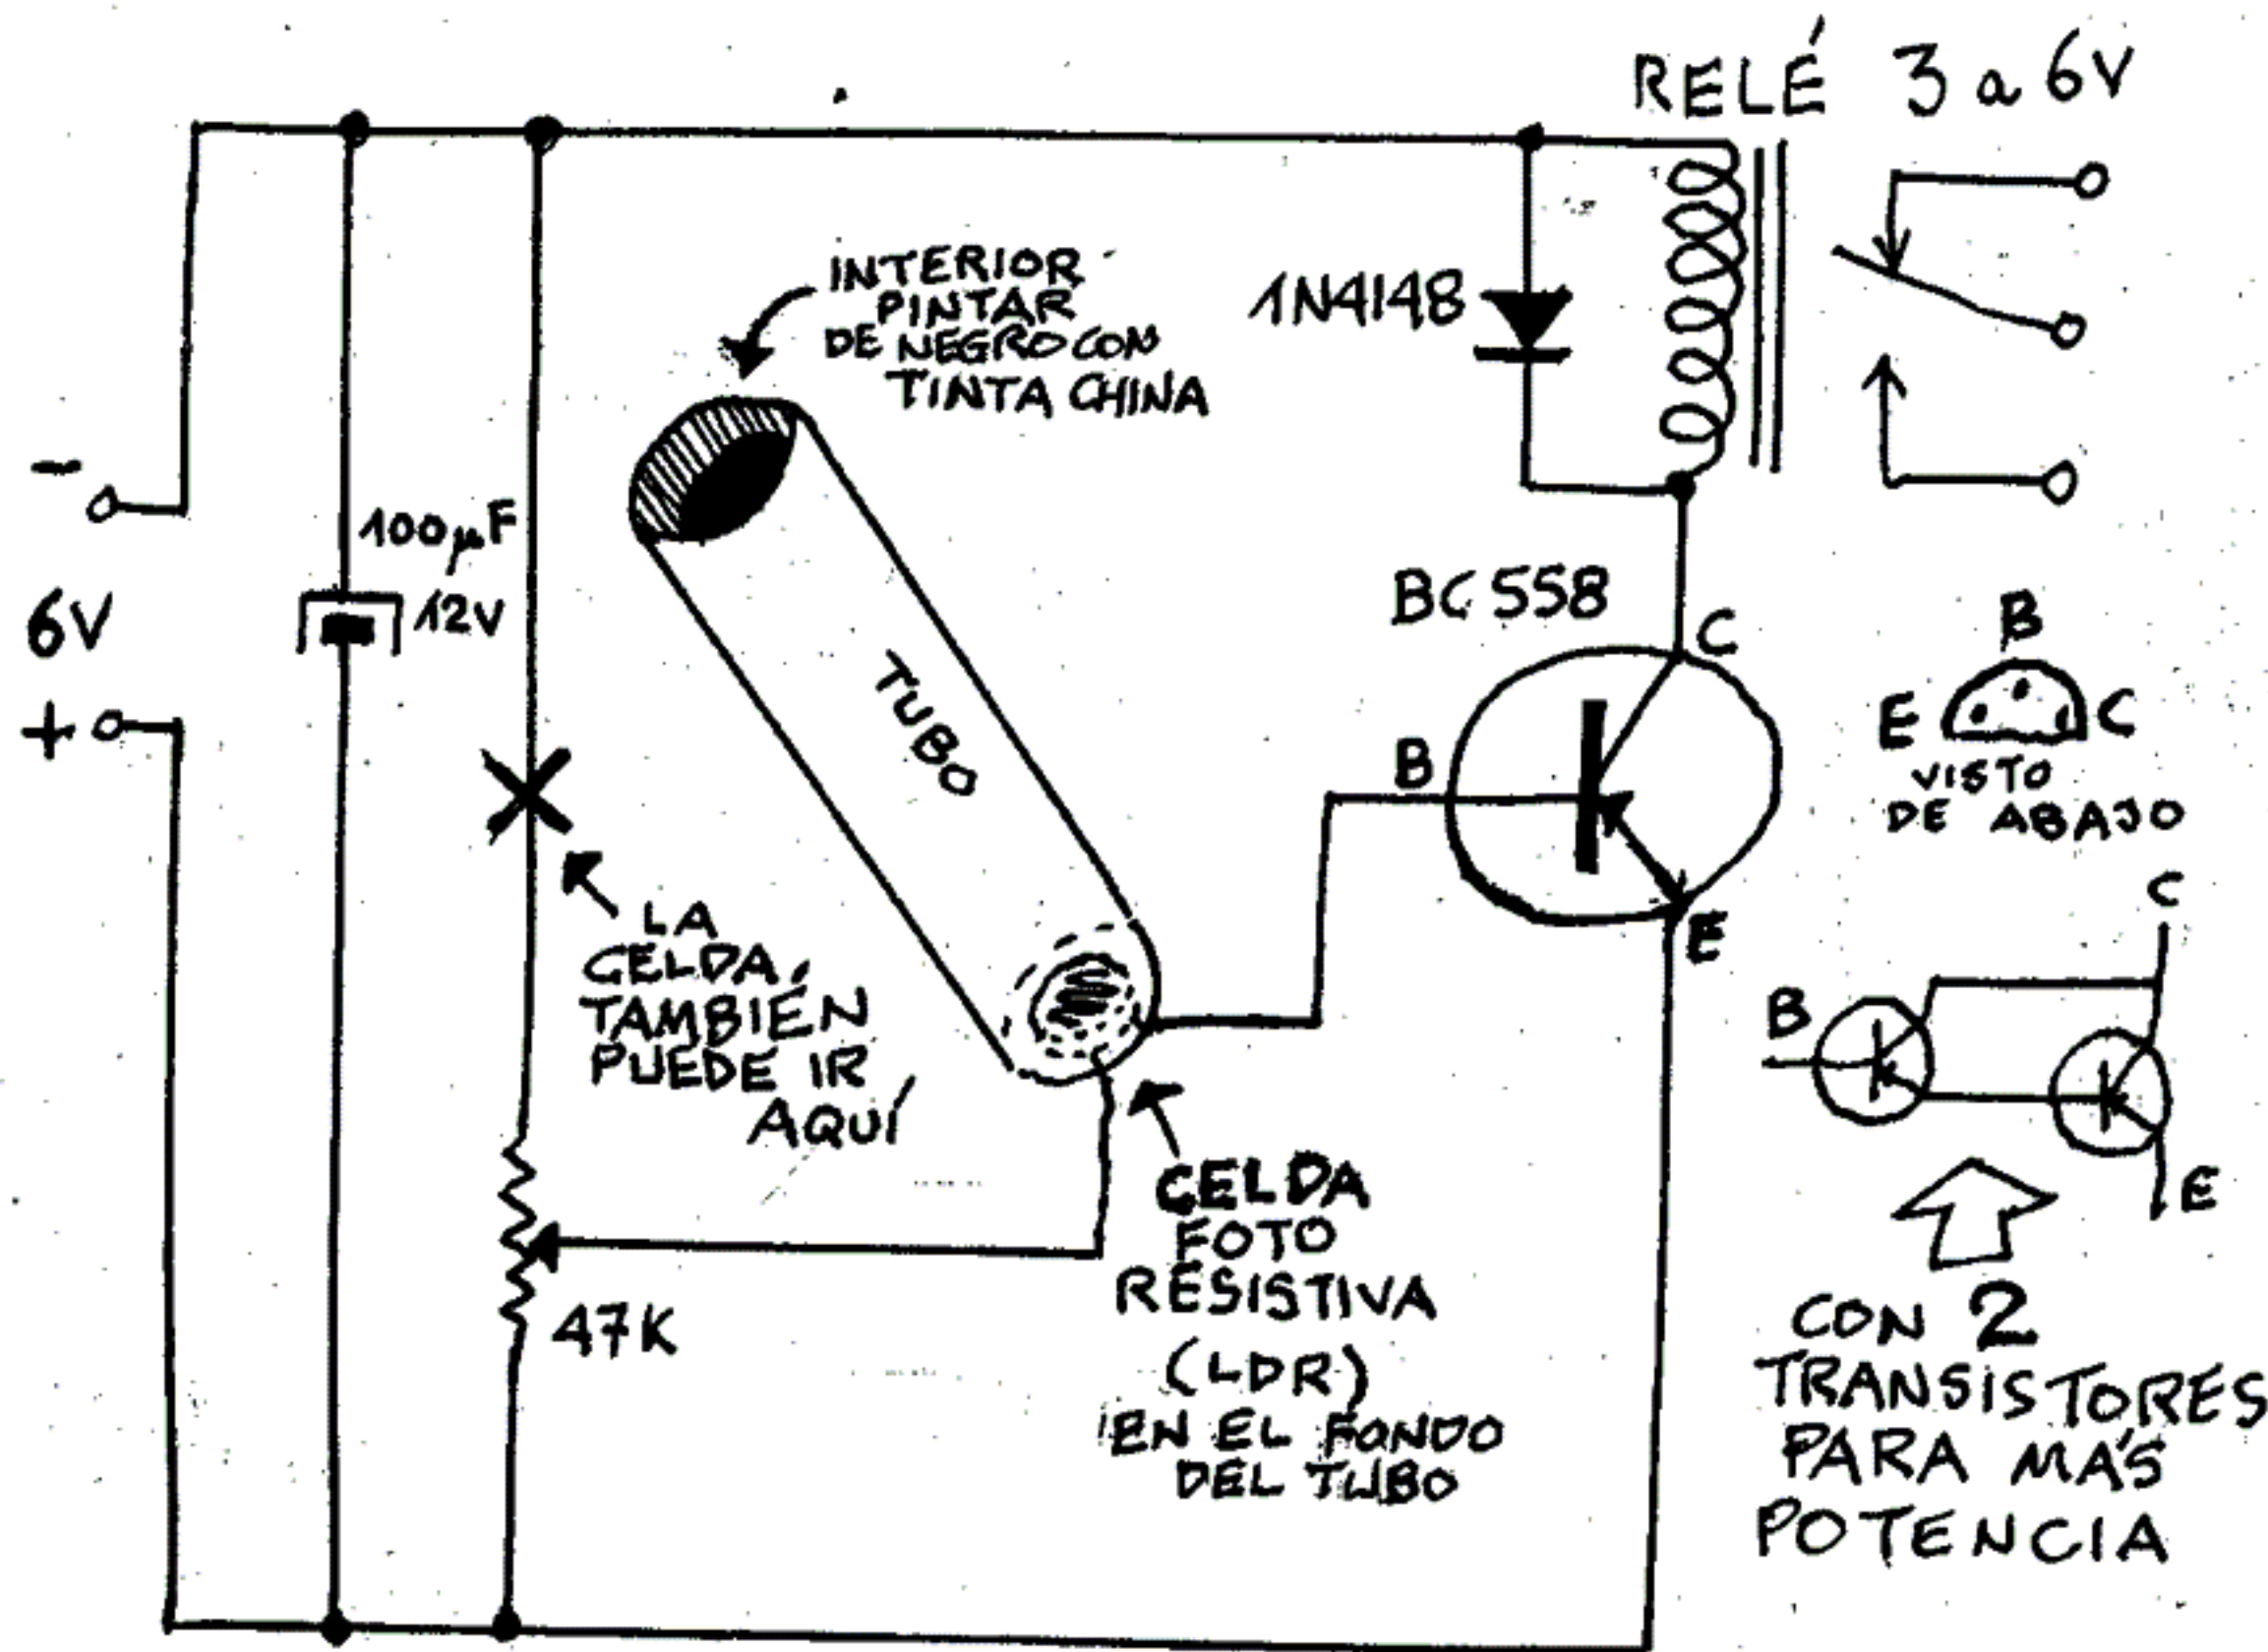 RELÉ 3 a 6V
INTERIOR
PINTAR
DE NEGRO CON
TINTA CHINA
1N4148
-
100µF
12V
6V
+
TUBO
BC558
C
B
E
B
E C
VISTO
DE ABAJO
LA
CELDA
TAMBIÉN
PUEDE IR
AQUÍ
CELDA
FOTO
RESISTIVA
(LDR)
EN EL FONDO
DEL TUBO
47K
C
B
E
CON 2
TRANSISTORES
PARA MÁS
POTENCIA